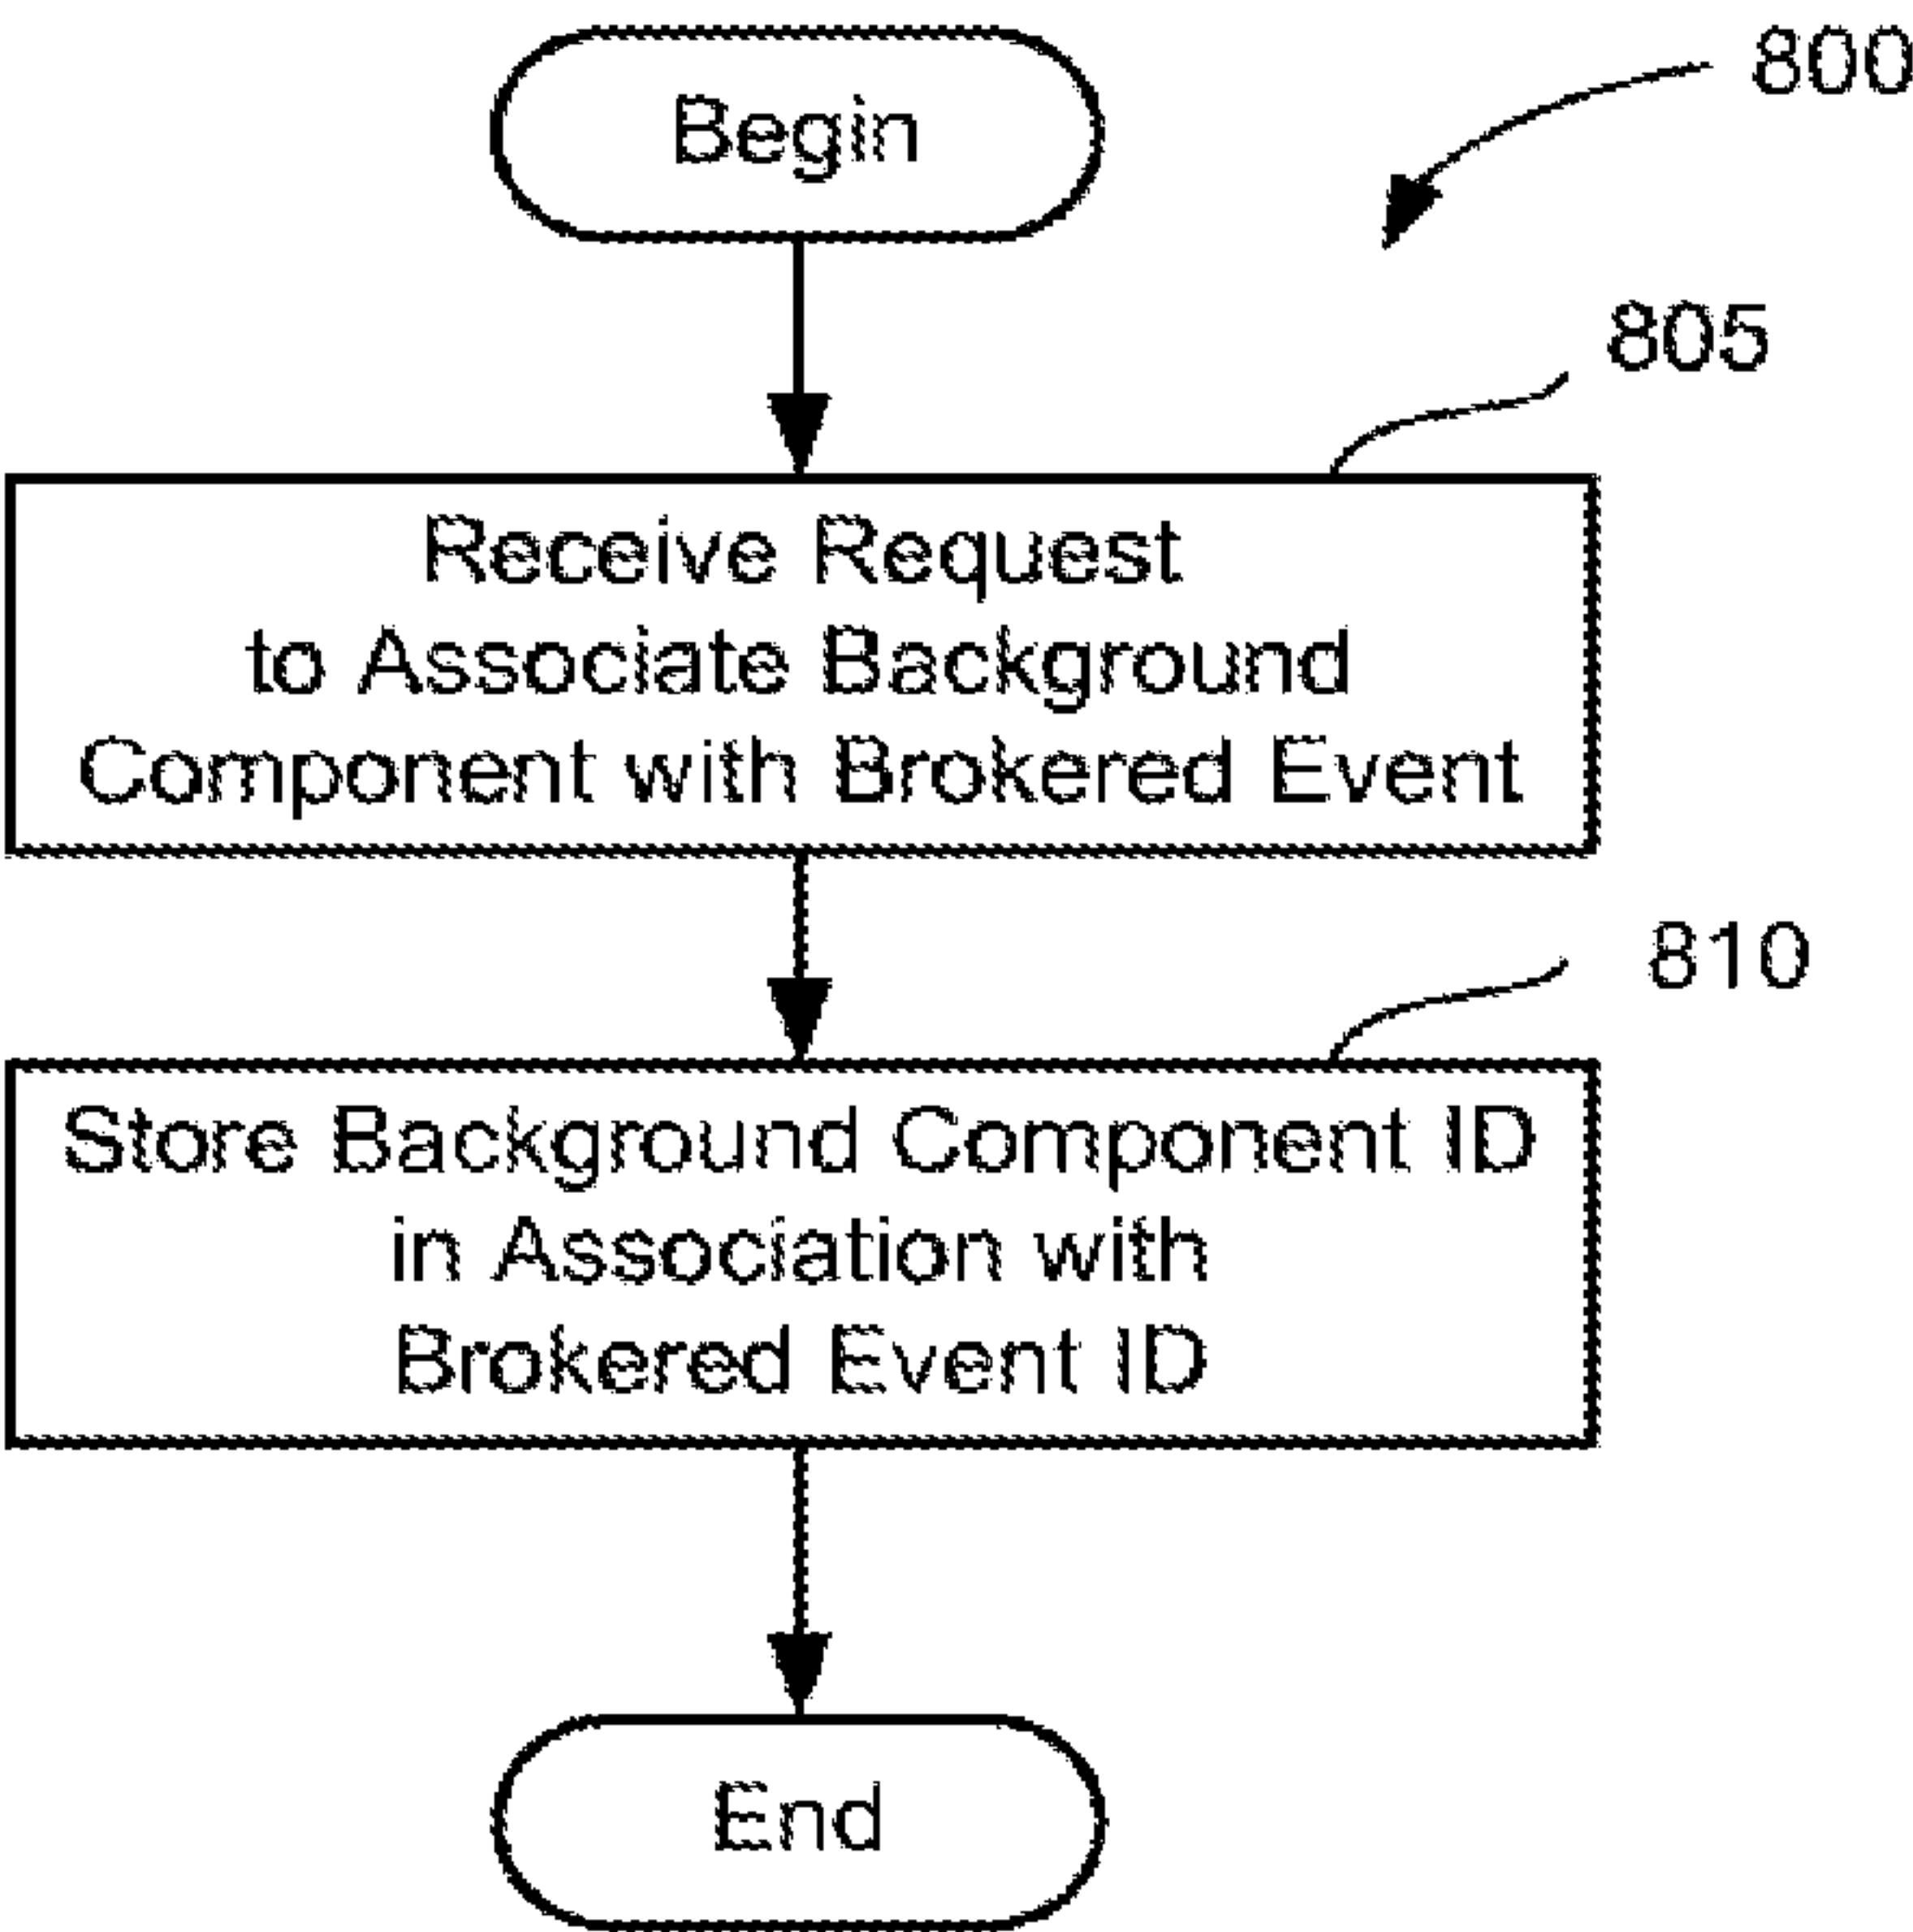 Begin
800
805
Receive Request
to Associate Background
Component with Brokered Event
810
Store Background Component ID
in Association with
Brokered Event ID
End